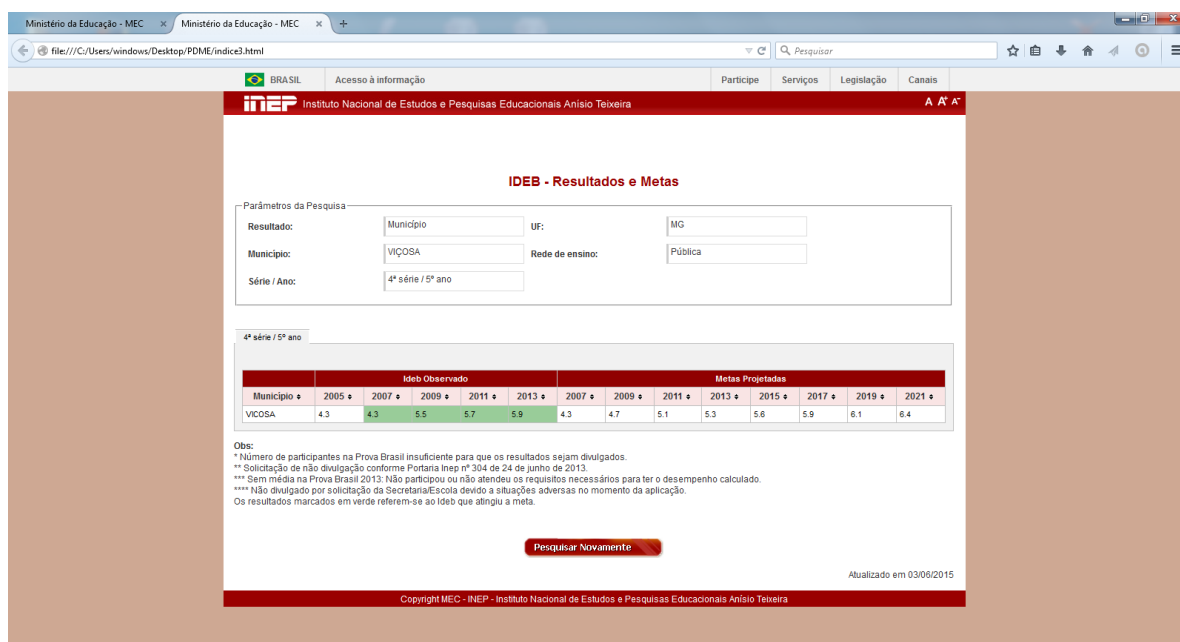 Ministério da Educação - MEC × Ministério da Educação - MEC × +
file:///C:/Users/windows/Desktop/PDME/indice3.html Pesquisar
BRASIL Acesso à informação Participe Serviços Legislação Canais
inep Instituto Nacional de Estudos e Pesquisas Educacionais Anísio Teixeira A A+ A-
IDEB - Resultados e Metas
Parâmetros da Pesquisa
Resultado: Município UF: MG
Município: VIÇOSA Rede de ensino: Pública
Série / Ano: 4ª série / 5º ano
4ª série / 5º ano
Ideb Observado Metas Projetadas
Município 2005 2007 2009 2011 2013 2007 2009 2011 2013 2015 2017 2019 2021
VICOSA 4.3 4.3 5.5 5.7 5.9 4.3 4.7 5.1 5.3 5.6 5.9 6.1 6.4
Obs:
* Número de participantes na Prova Brasil insuficiente para que os resultados sejam divulgados.
** Solicitação de não divulgação conforme Portaria Inep nº 304 de 24 de junho de 2013.
*** Sem média na Prova Brasil 2013: Não participou ou não atendeu os requisitos necessários para ter o desempenho calculado.
**** Não divulgado por solicitação da Secretaria/Escola devido a situações adversas no momento da aplicação.
Os resultados marcados em verde referem-se ao Ideb que atingiu a meta.
Pesquisar Novamente
Atualizado em 03/06/2015
Copyright MEC - INEP - Instituto Nacional de Estudos e Pesquisas Educacionais Anísio Teixeira